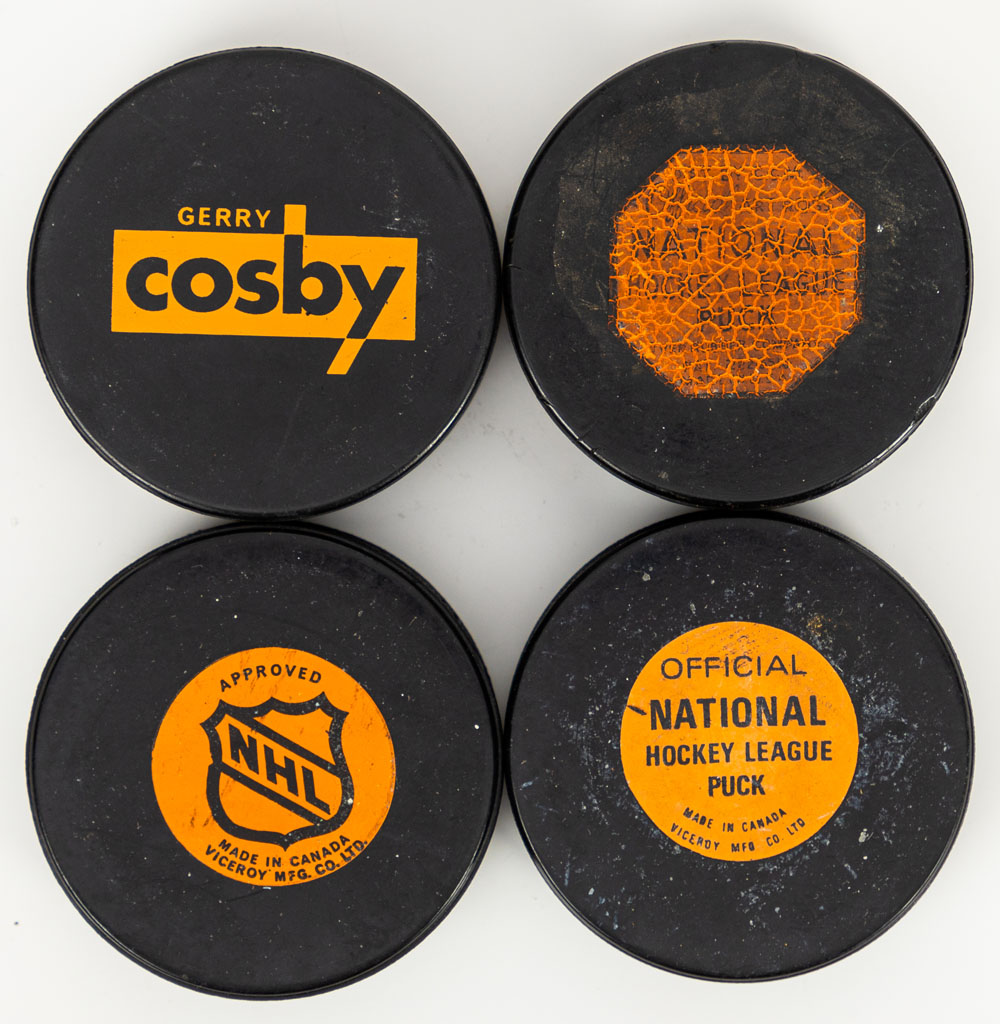 GERRY
cosby
NATIONAL
HOCKEY LEAGUE
PUCK
APPROVED
NHL
MADE IN CANADA
VICEROY MFG. CO. LTD.
OFFICIAL
NATIONAL
HOCKEY LEAGUE
PUCK
MADE IN CANADA
VICEROY MFG CO LTD